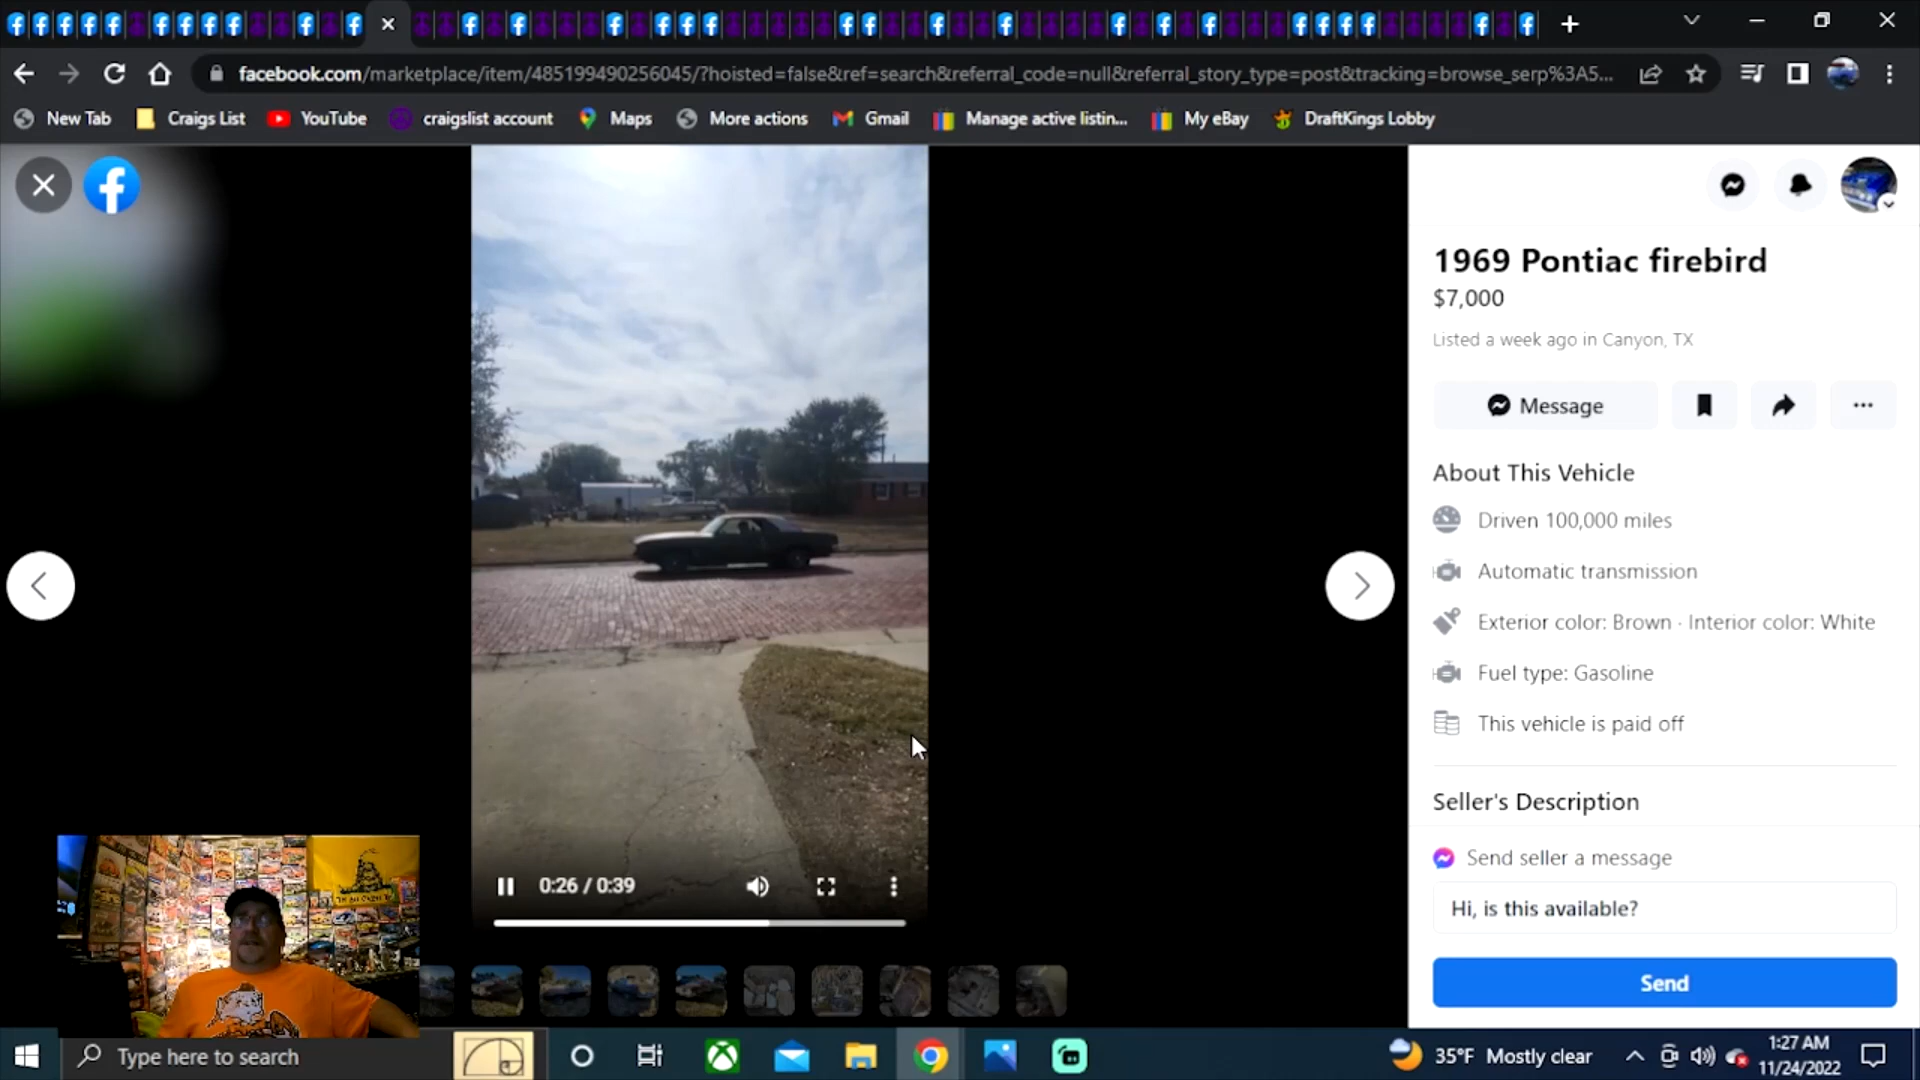 facebook.com/marketplace/item/485199490256045/?hoisted=false&ref=search&referral_code=null&referral_story_type=post&tracking=browse_serp%3A5...
New Tab
Craigs List
YouTube
craigslist account
Maps
More actions
Gmail
Manage active listin...
My eBay
DraftKings Lobby
1969 Pontiac firebird
$7,000
Listed a week ago in Canyon, TX
Message
About This Vehicle
Driven 100,000 miles
Automatic transmission
Exterior color: Brown · Interior color: White
Fuel type: Gasoline
This vehicle is paid off
Seller's Description
Send seller a message
Hi, is this available?
Send
0:26 / 0:39
Type here to search
35°F Mostly clear
1:27 AM
11/24/2022